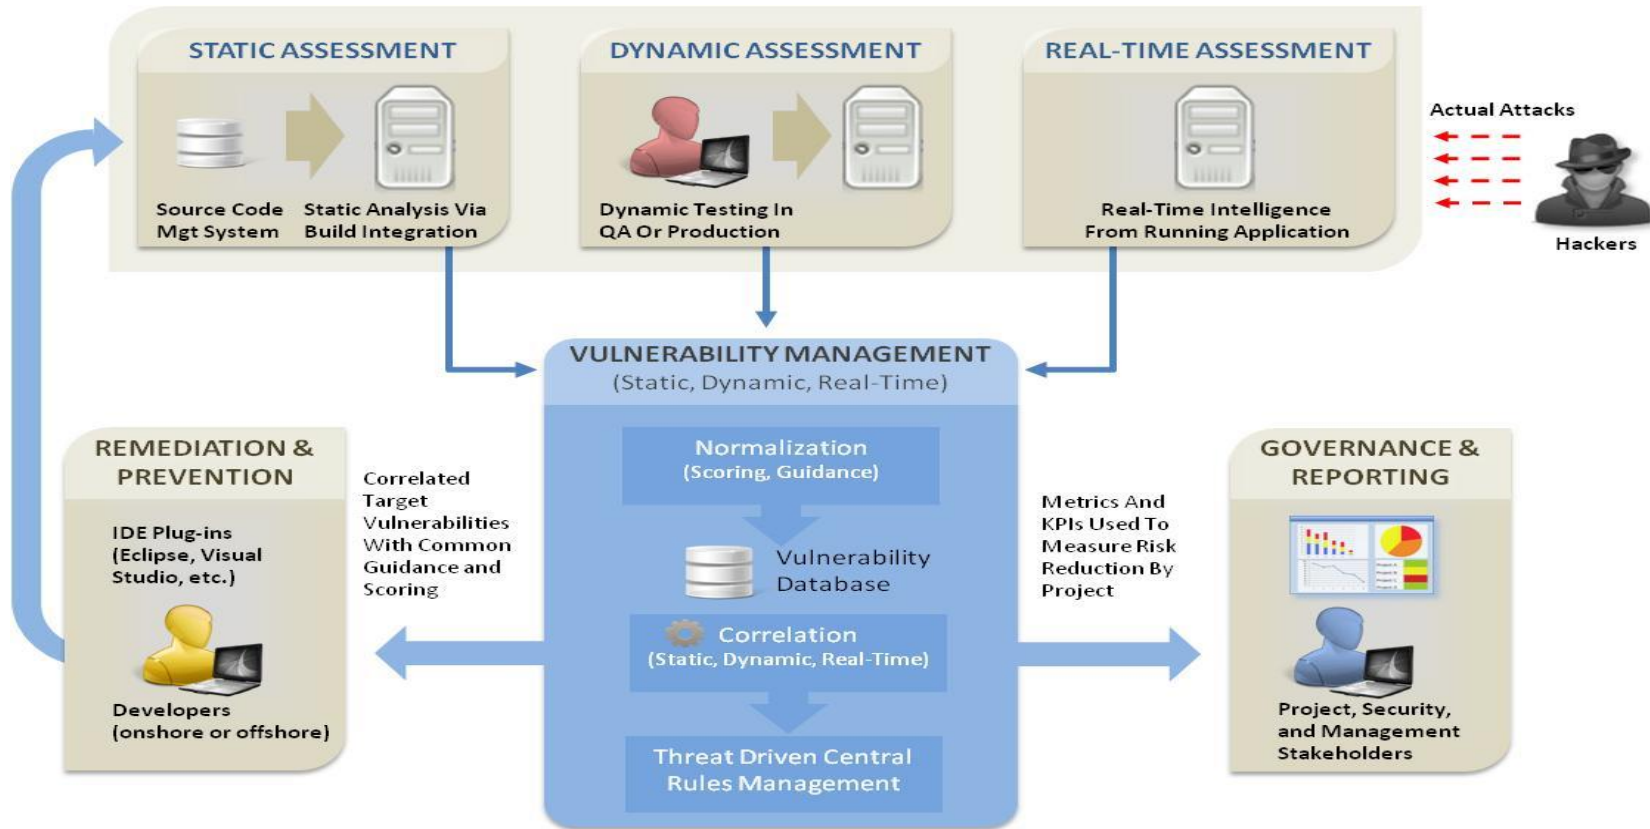 STATIC ASSESSMENT
Source Code
Mgt System
Static Analysis Via
Build Integration
DYNAMIC ASSESSMENT
Dynamic Testing In
QA Or Production
REAL-TIME ASSESSMENT
Real-Time Intelligence
From Running Application
Actual Attacks
Hackers
VULNERABILITY MANAGEMENT
(Static, Dynamic, Real-Time)
Normalization
(Scoring, Guidance)
Vulnerability
Database
Correlation
(Static, Dynamic, Real-Time)
Threat Driven Central
Rules Management
REMEDIATION &
PREVENTION
IDE Plug-ins
(Eclipse, Visual
Studio, etc.)
Developers
(onshore or offshore)
Correlated
Target
Vulnerabilities
With Common
Guidance and
Scoring
Metrics And
KPIs Used To
Measure Risk
Reduction By
Project
GOVERNANCE &
REPORTING
Project A
Project B
Project C
Project, Security,
and Management
Stakeholders